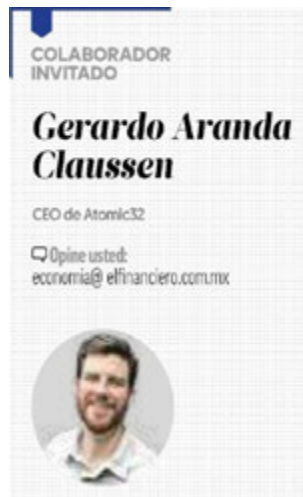 COLABORADOR
INVITADO
Gerardo Aranda
Claussen
CEO de Atomic32
Opine usted:
economia@ elfinanciero.com.mx